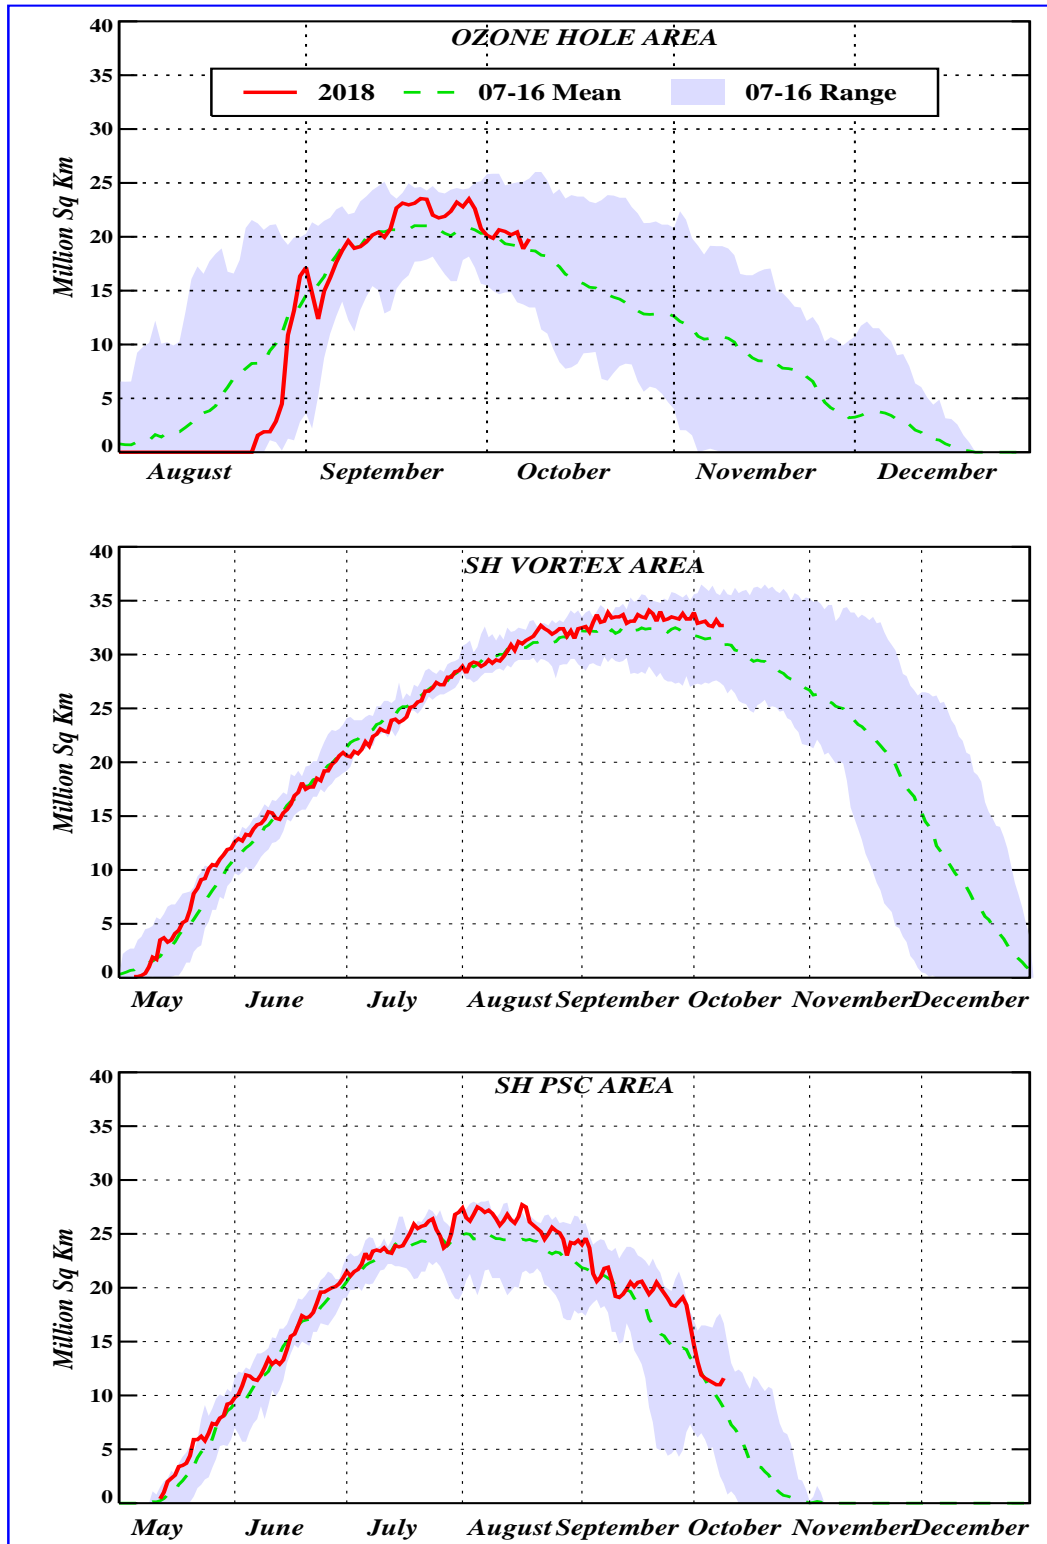 OZONE HOLE AREA
2018 07-16 Mean 07-16 Range
Million Sq Km
40
35
30
25
20
15
10
5
0
August September October November December
SH VORTEX AREA
Million Sq Km
40
35
30
25
20
15
10
5
0
May June July August September October November December
SH PSC AREA
Million Sq Km
40
35
30
25
20
15
10
5
0
May June July August September October November December